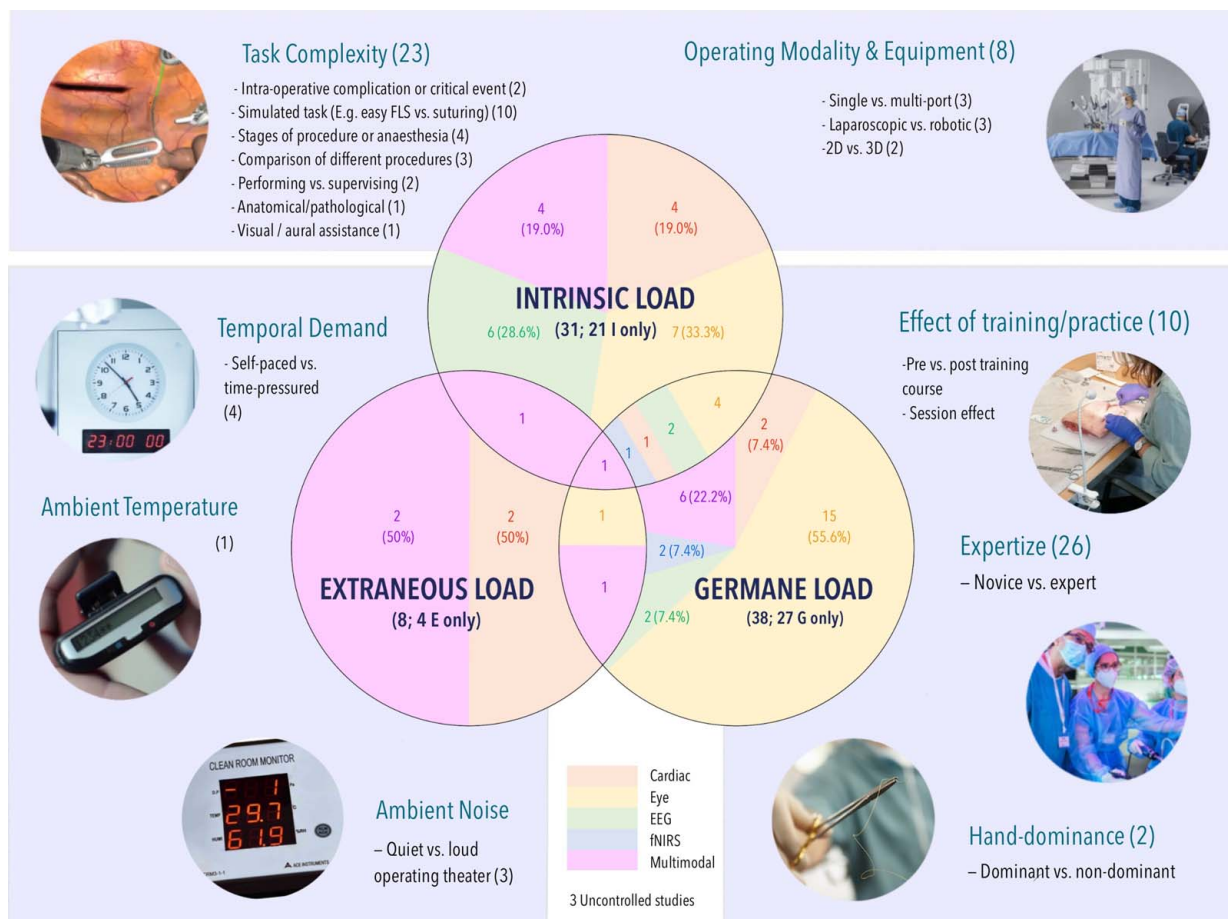 Task Complexity (23)
- Intra-operative complication or critical event (2)
- Simulated task (E.g. easy FLS vs. suturing) (10)
- Stages of procedure or anaesthesia (4)
- Comparison of different procedures (3)
- Performing vs. supervising (2)
- Anatomical/pathological (1)
- Visual / aural assistance (1)
Operating Modality & Equipment (8)
- Single vs. multi-port (3)
- Laparoscopic vs. robotic (3)
-2D vs. 3D (2)
4
(19.0%)
4
(19.0%)
INTRINSIC LOAD
6 (28.6%)
(31; 21 I only)
7 (33.3%)
Temporal Demand
- Self-paced vs.
time-pressured
(4)
23:00 00
Effect of training/practice (10)
-Pre vs. post training
course
- Session effect
1
1
1
1
2
4
2
(7.4%)
6 (22.2%)
15
(55.6%)
2 (7.4%)
2 (7.4%)
1
1
2
(50%)
2
(50%)
EXTRANEOUS LOAD
(8; 4 E only)
GERMANE LOAD
(38; 27 G only)
Ambient Temperature
(1)
Expertize (26)
– Novice vs. expert
CLEAN ROOM MONITOR
- 1
TEMP 29.7
61.9
ACE INSTRUMENTS
Ambient Noise
– Quiet vs. loud
operating theater (3)
Cardiac
Eye
EEG
fNIRS
Multimodal
3 Uncontrolled studies
Hand-dominance (2)
– Dominant vs. non-dominant